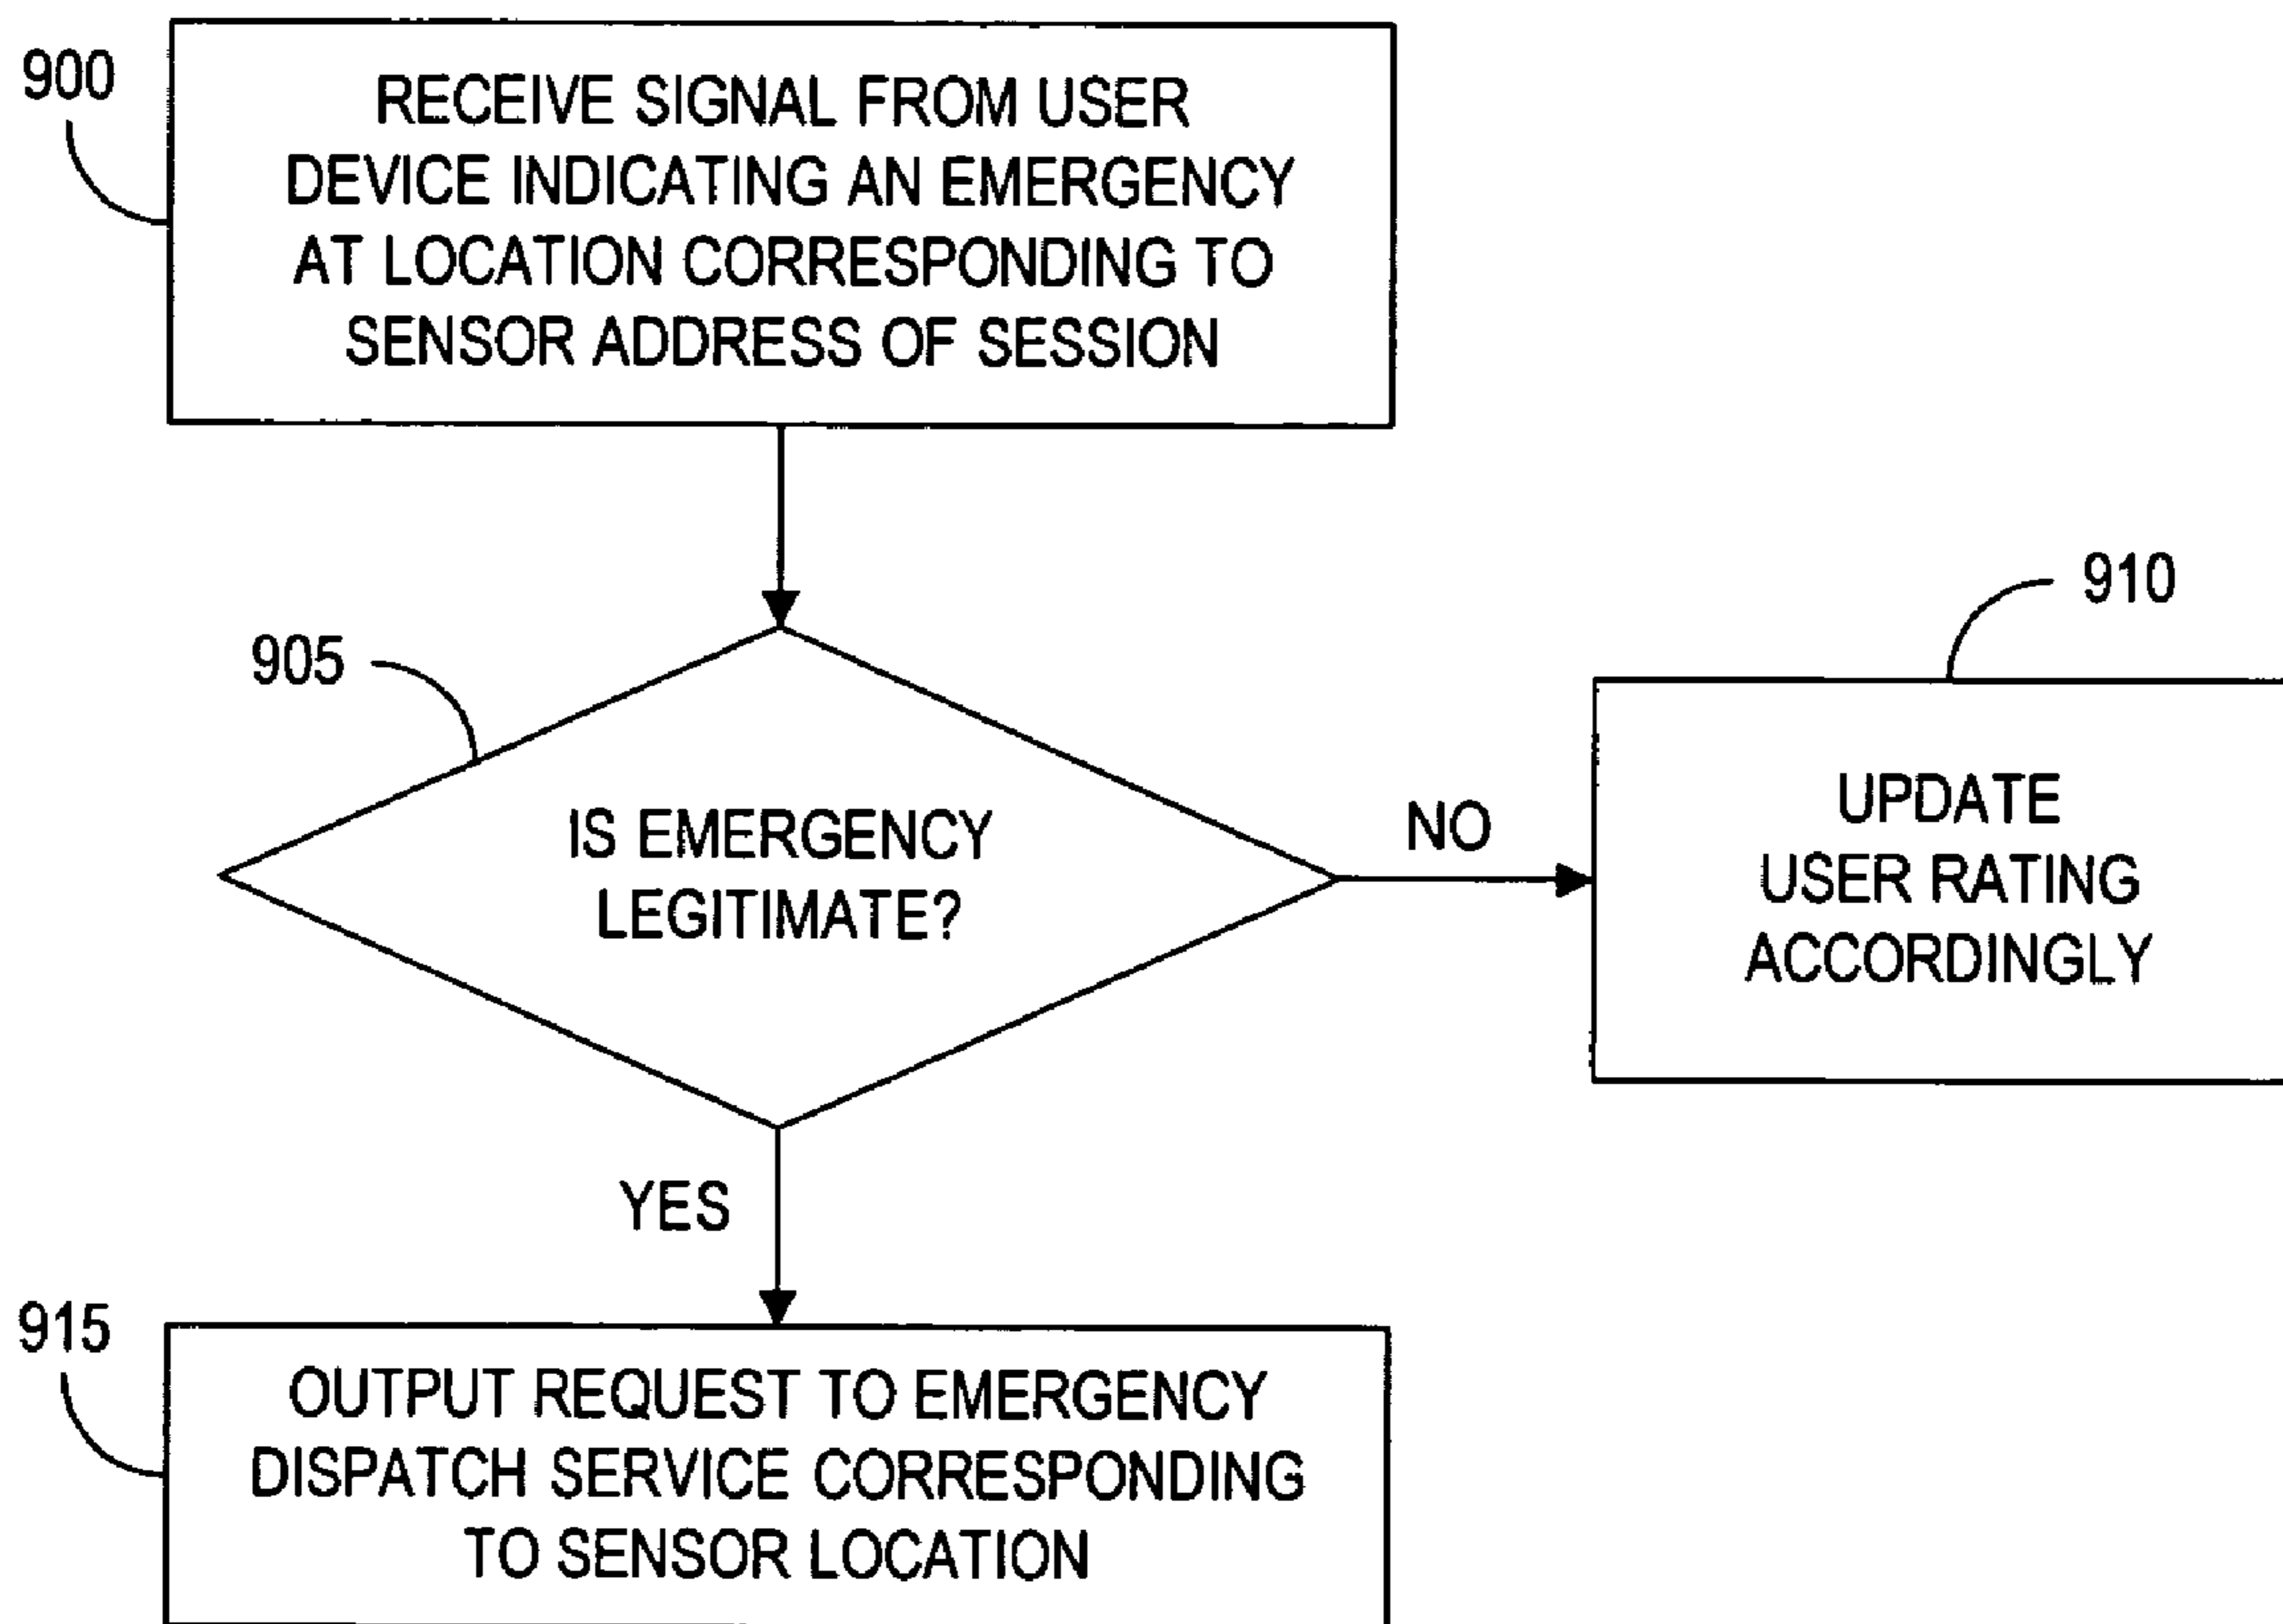 900
RECEIVE SIGNAL FROM USER
DEVICE INDICATING AN EMERGENCY
AT LOCATION CORRESPONDING TO
SENSOR ADDRESS OF SESSION
905
IS EMERGENCY
LEGITIMATE?
NO
910
UPDATE
USER RATING
ACCORDINGLY
YES
915
OUTPUT REQUEST TO EMERGENCY
DISPATCH SERVICE CORRESPONDING
TO SENSOR LOCATION